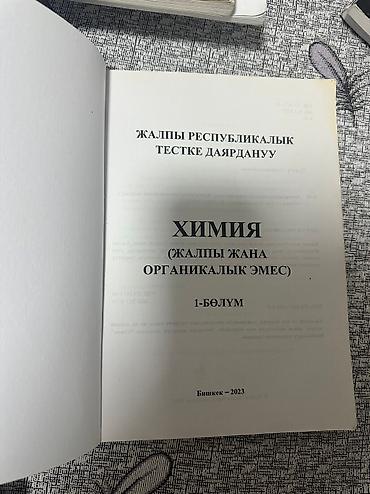 ЖАЛПЫ РЕСПУБЛИКАЛЫК
ТЕСТКЕ ДАЯРДАНУУ
ХИМИЯ
(ЖАЛПЫ ЖАНА
ОРГАНИКАЛЫК ЭМЕС)
1-БӨЛҮМ
Бишкек – 2023